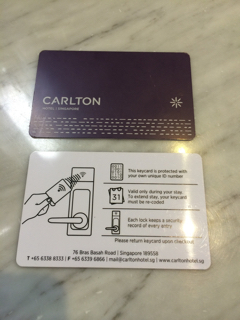 CARLTON
HOTEL | SINGAPORE
This keycard is protected with
your own unique ID number
Valid only during your stay.
To extend stay, your keycard
must be re-coded
31
Each lock keeps a security
record of every entry
Please return keycard upon checkout
76 Bras Basah Road | Singapore 189558
T +65 6338 8333 | F +65 6339 6866 | mail@carltonhotel.sg | www.carltonhotel.sg